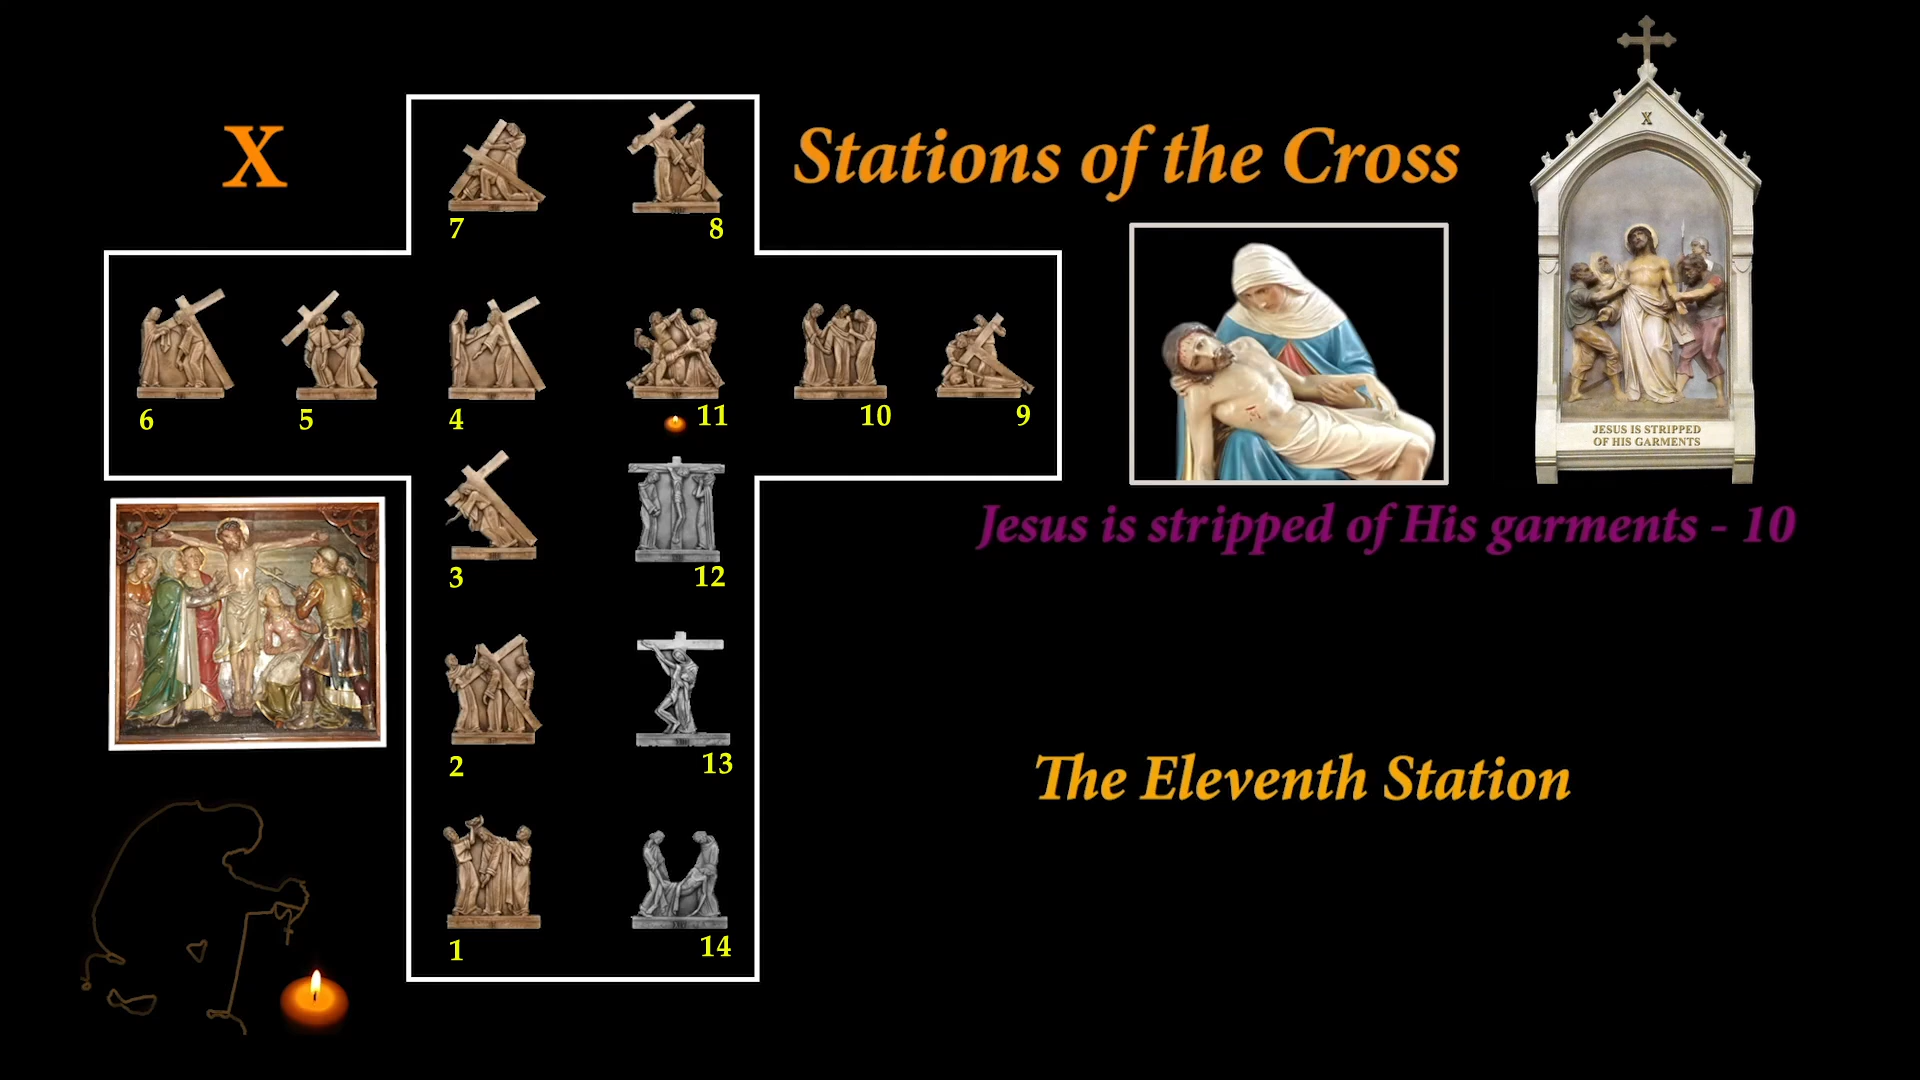 X
Stations of the Cross
X
7
8
6
5
4
11
10
9
JESUS IS STRIPPED
OF HIS GARMENTS
Jesus is stripped of His garments - 10
3
12
2
13
The Eleventh Station
1
14